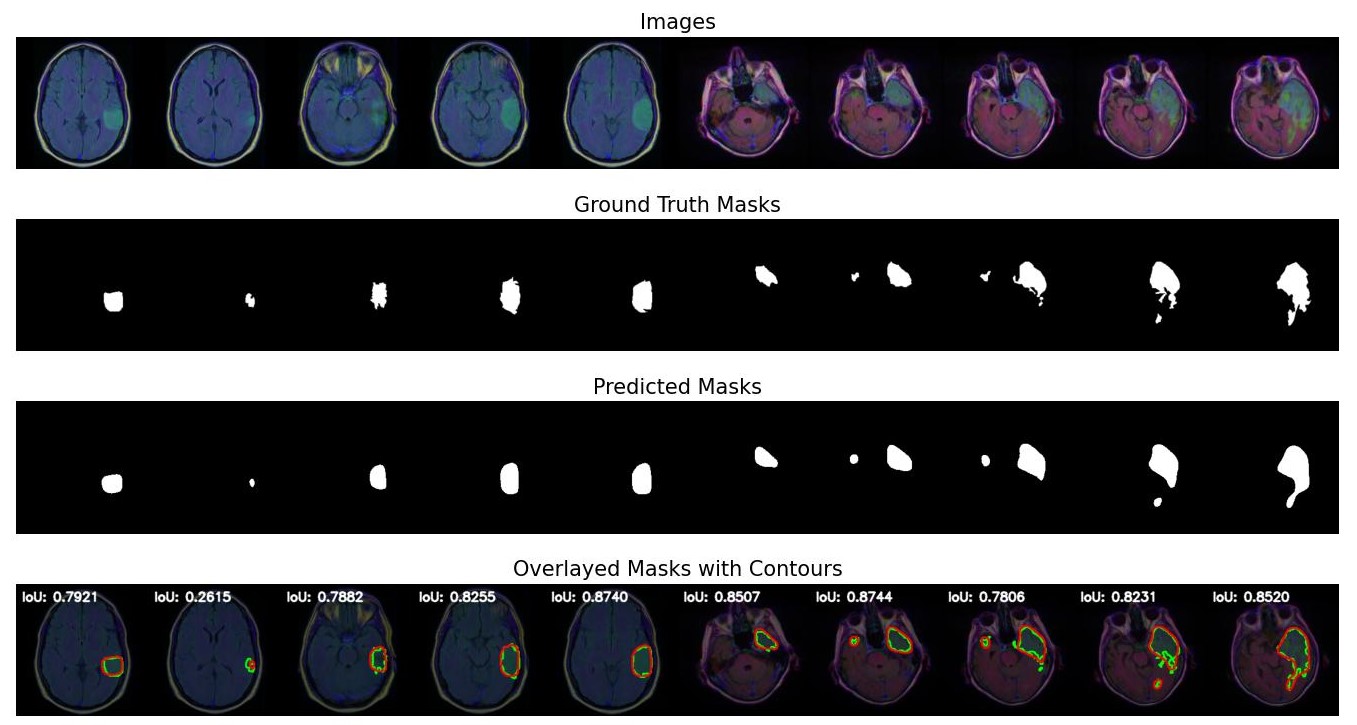 Images
Ground Truth Masks
Predicted Masks
Overlayed Masks with Contours
IoU: 0.7921 IoU: 0.2615 IoU: 0.7882 IoU: 0.8255 IoU: 0.8740 IoU: 0.8507 IoU: 0.8744 IoU: 0.7806 IoU: 0.8231 IoU: 0.8520